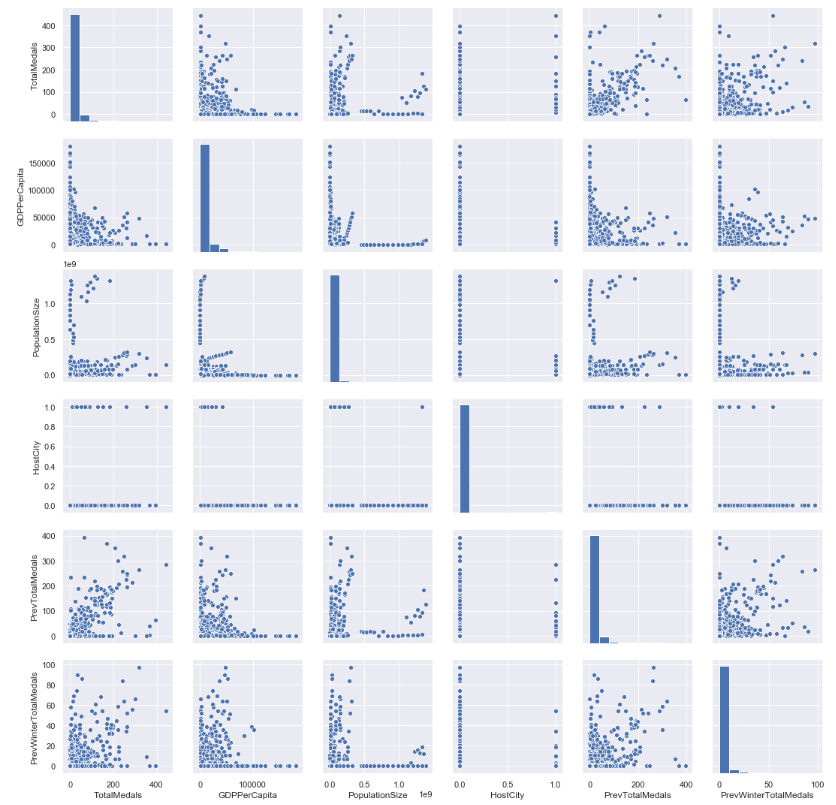 400
300
200
100
0
TotalMedals
150000
100000
50000
0
GDPPerCapita
1e9
1.0
0.5
0.0
PopulationSize
1.0
0.8
0.6
0.4
0.2
0.0
HostCity
400
300
200
100
0
PrevTotalMedals
100
80
60
40
20
0
PrevWinterTotalMedals
0 200 400
0 100000
0.0 0.5 1.0
0.0 0.5 1.0
0 200 400
0 50 100
TotalMedals GDPPerCapita PopulationSize 1e9 HostCity PrevTotalMedals PrevWinterTotalMedals